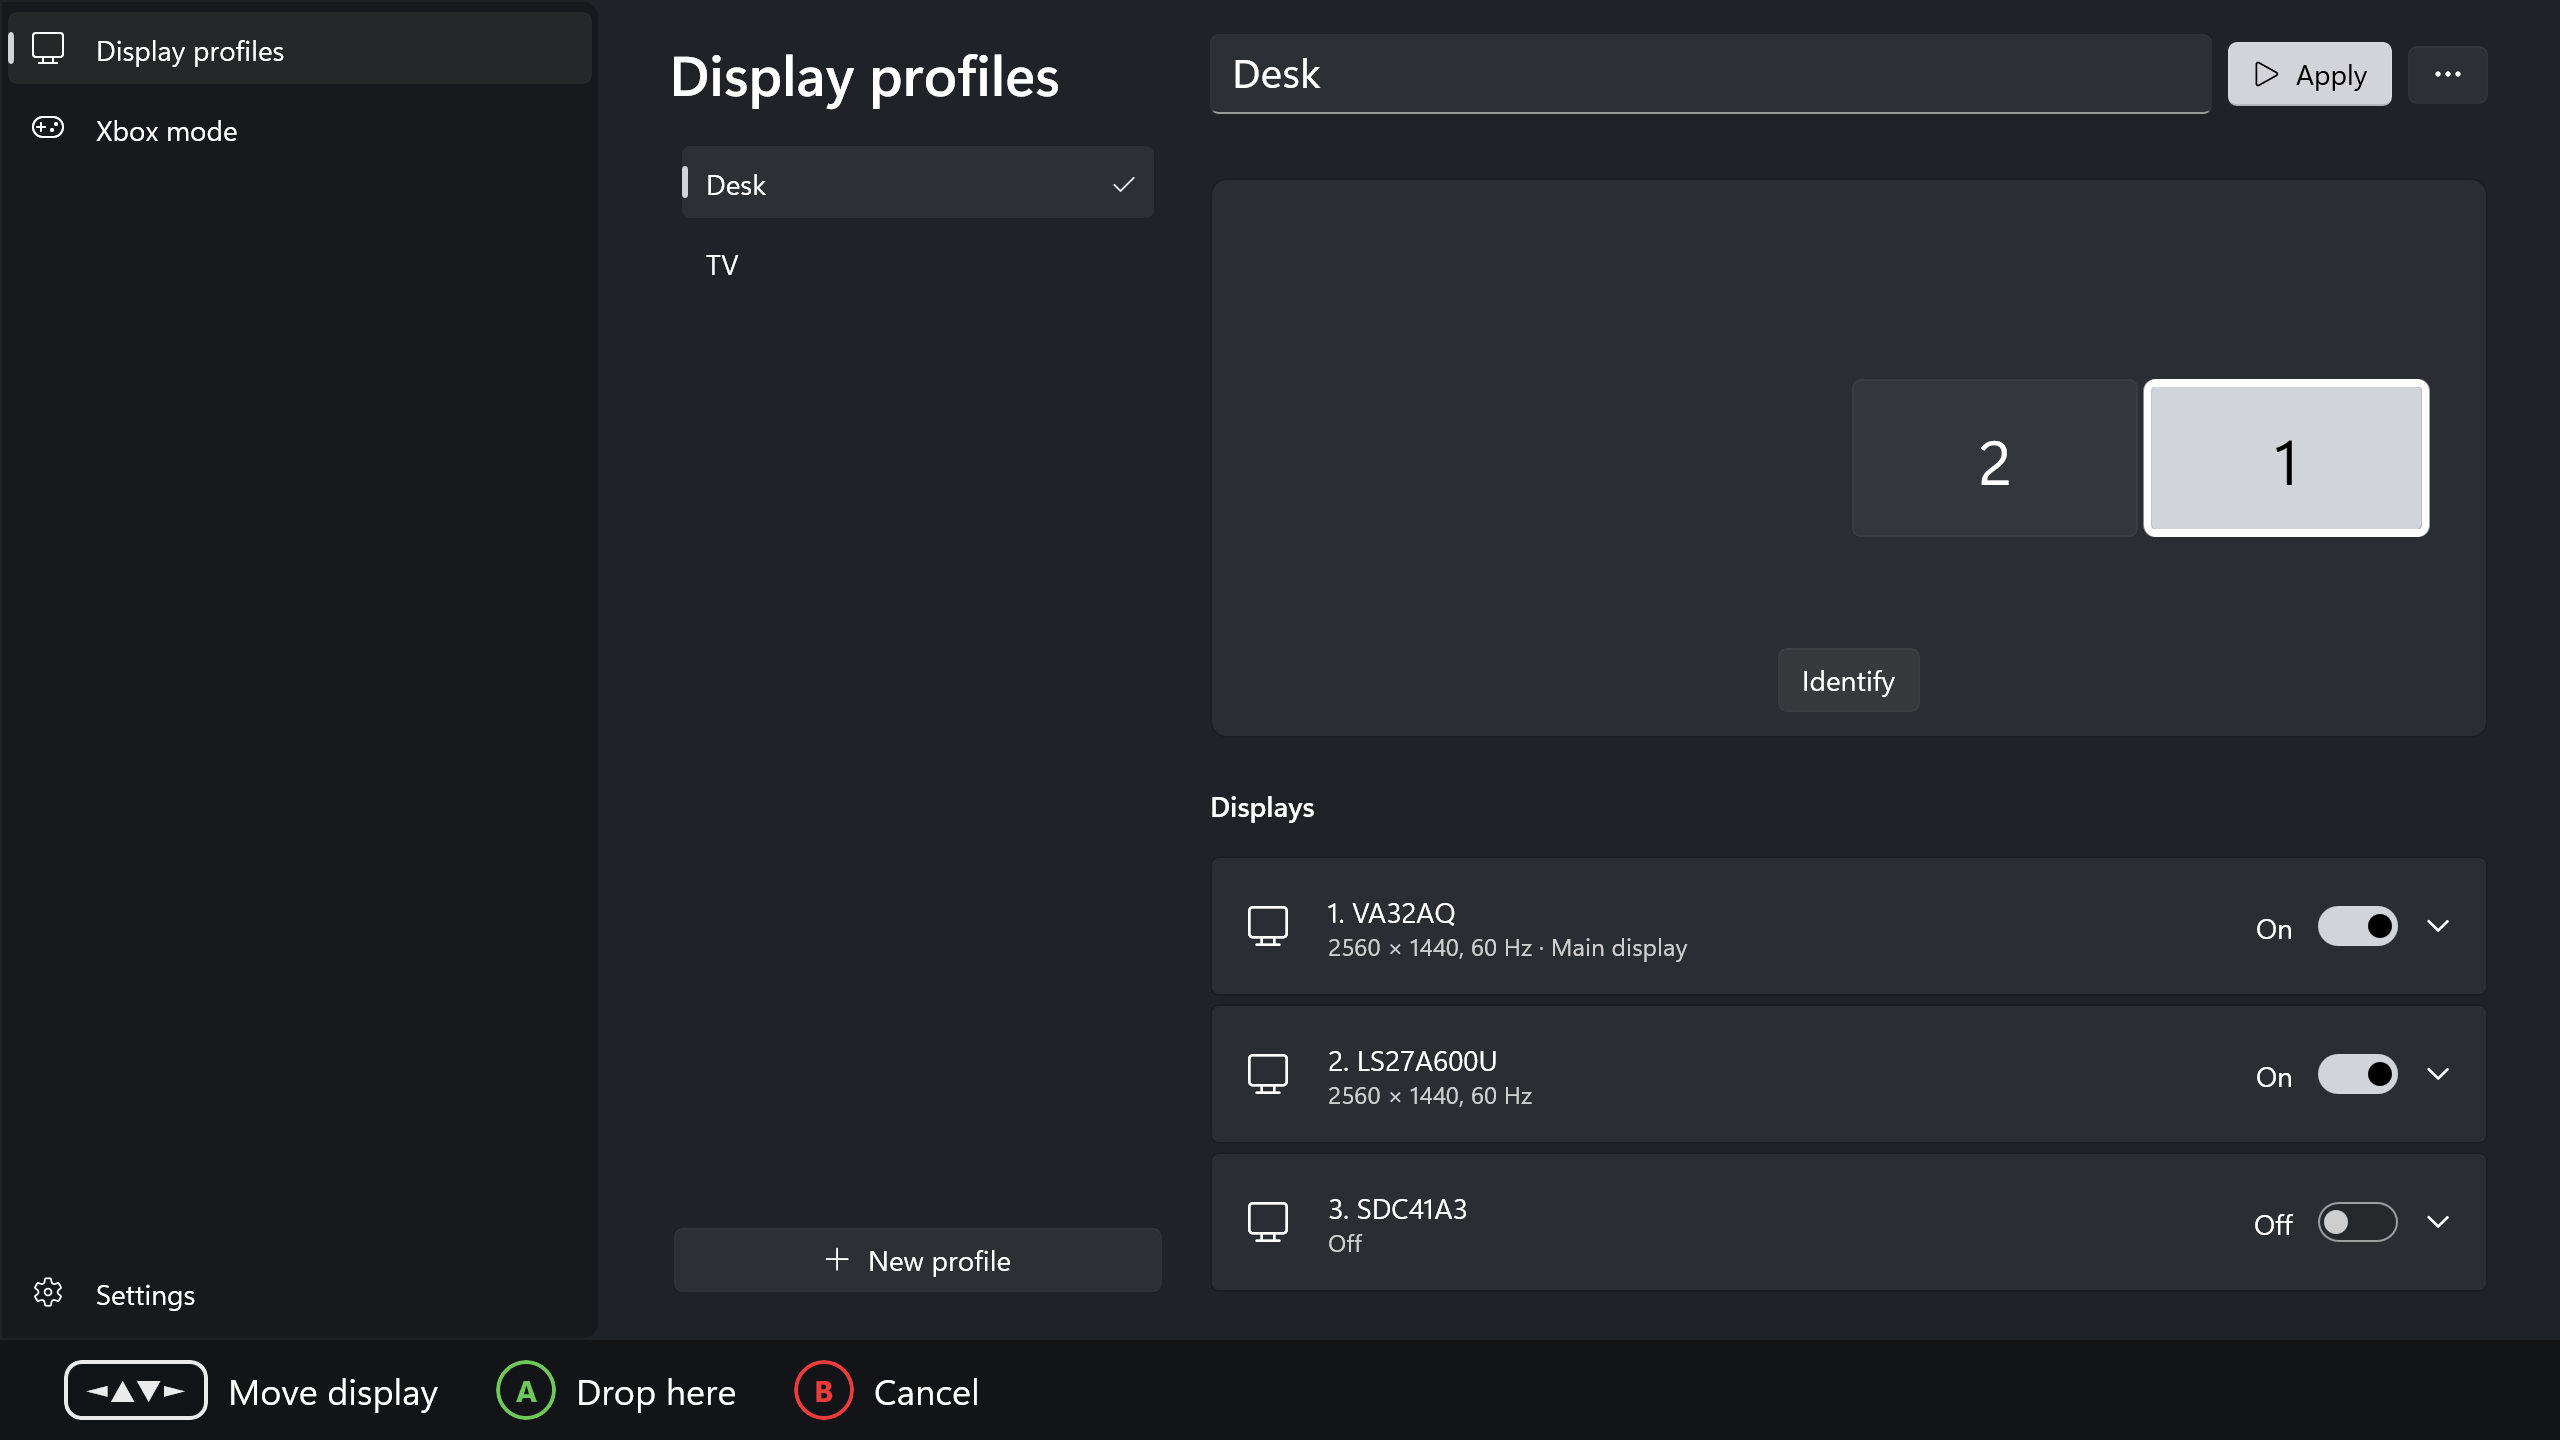 Display profiles
Xbox mode
Settings
Display profiles
Desk
TV
New profile
Desk
Apply
2
1
Identify
Displays
1. VA32AQ
2560 × 1440, 60 Hz · Main display
On
2. LS27A600U
2560 × 1440, 60 Hz
On
3. SDC41A3
Off
Off
Move display
A Drop here
B Cancel